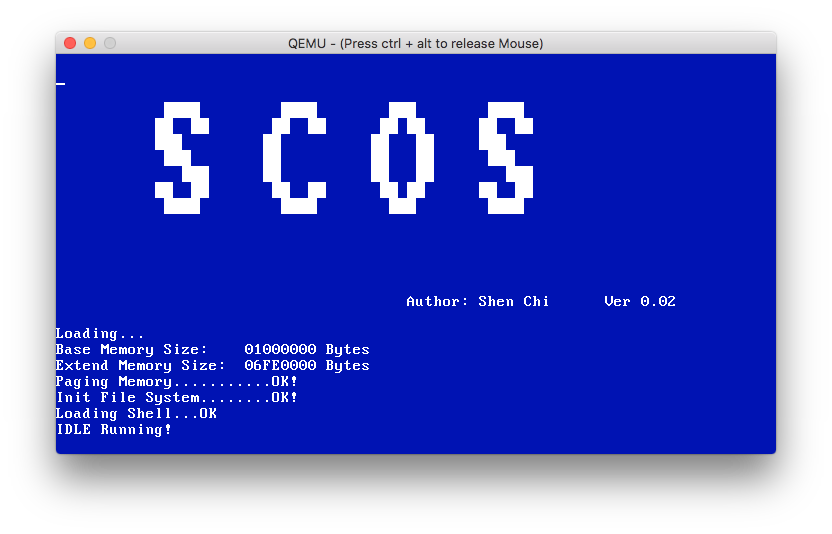 QEMU - (Press ctrl + alt to release Mouse)
SCOS
Author: Shen Chi Ver 0.02
Loading...
Base Memory Size: 01000000 Bytes
Extend Memory Size: 06FE0000 Bytes
Paging Memory...........OK!
Init File System........OK!
Loading Shell...OK
IDLE Running!